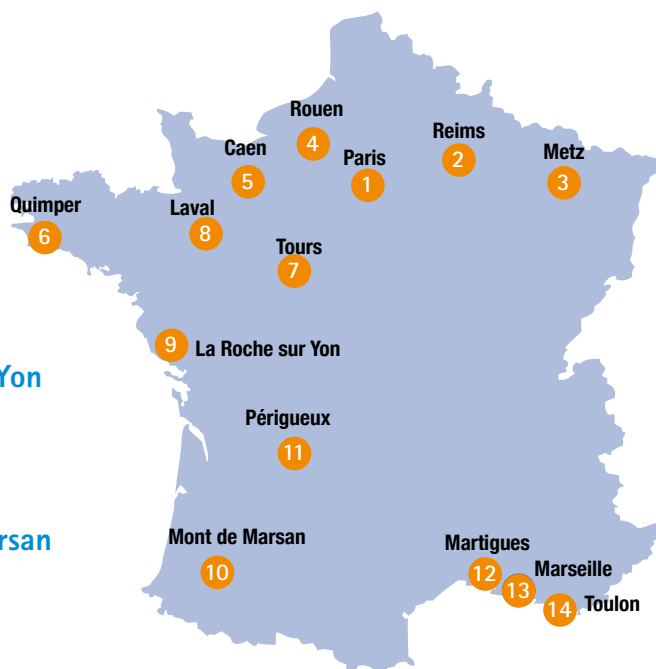 Rouen
4
Caen
5
Paris
1
Reims
2
Metz
3
Quimper
6
Laval
8
Tours
7
9
La Roche sur Yon
Yon
Périgueux
11
rsan
Mont de Marsan
10
Martigues
12
Marseille
13
14
Toulon